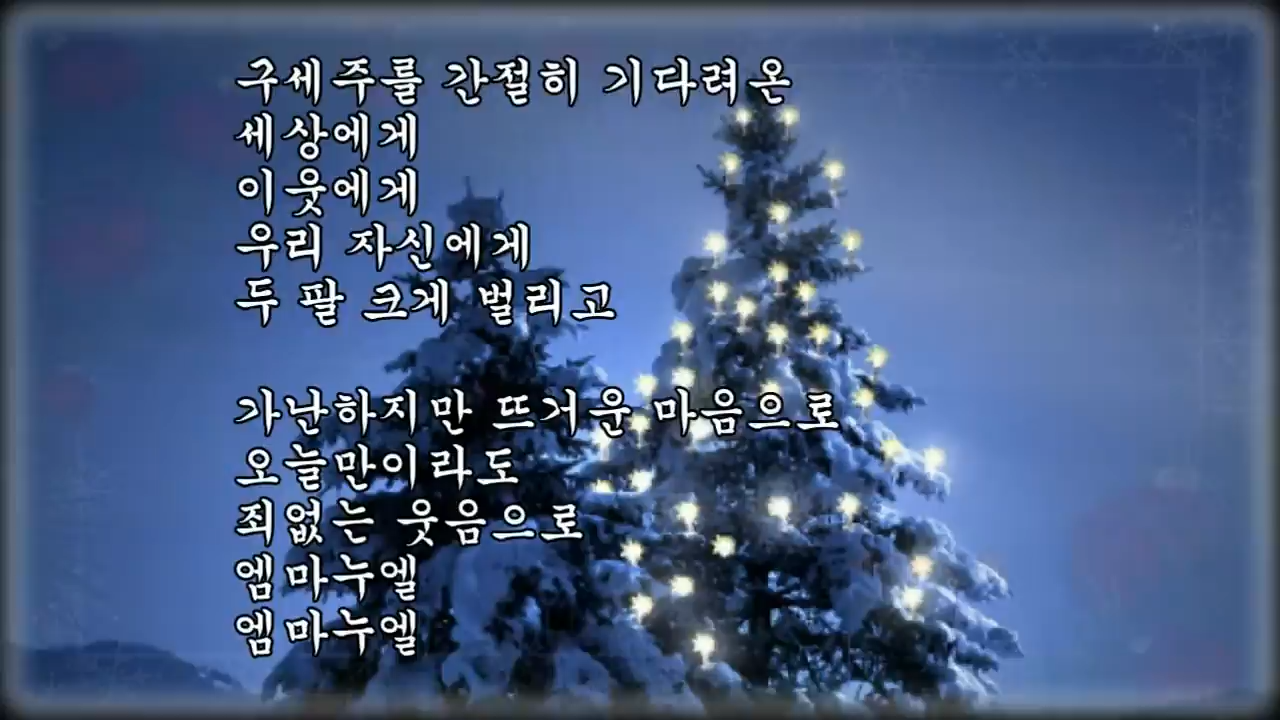 구세주를 간절히 기다려온
세상에게
이웃에게
우리 자신에게
두 팔 크게 벌리고
가난하지만 뜨거운 마음으로
오늘만이라도
죄없는 웃음으로
엠마누엘
엠마누엘